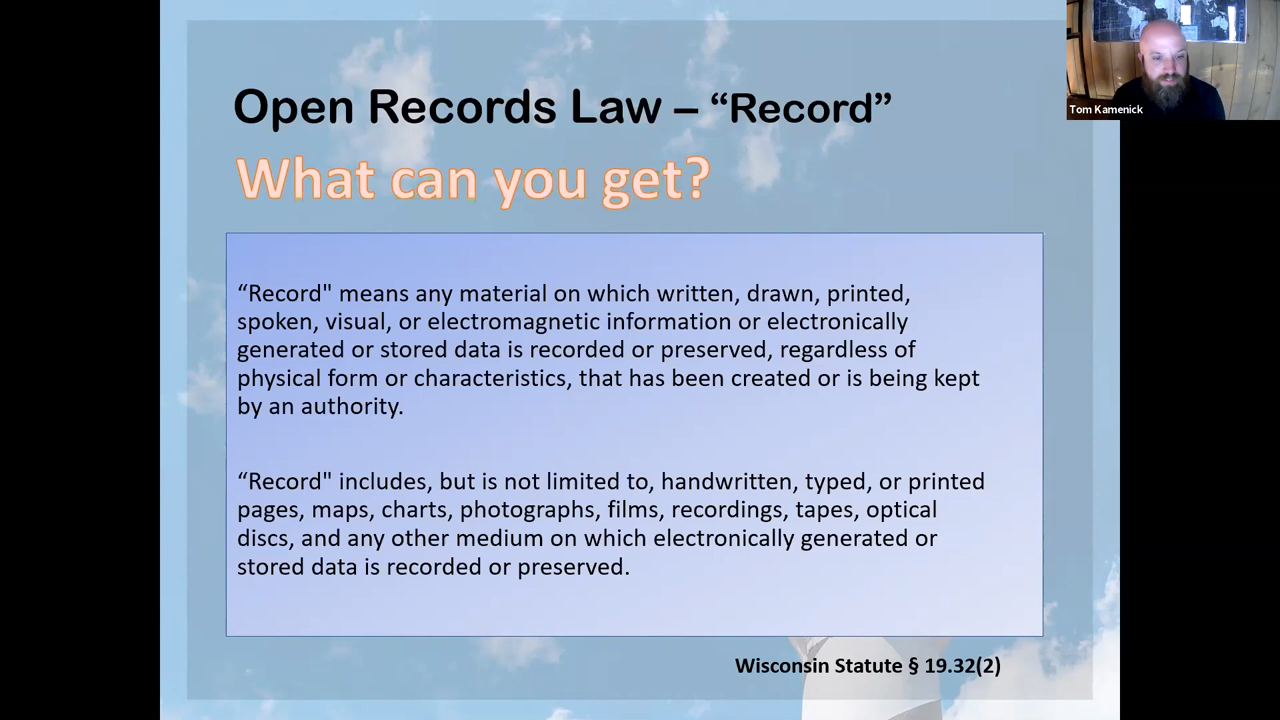 Open Records Law – “Record”
What can you get?
“Record" means any material on which written, drawn, printed,
spoken, visual, or electromagnetic information or electronically
generated or stored data is recorded or preserved, regardless of
physical form or characteristics, that has been created or is being kept
by an authority.
“Record" includes, but is not limited to, handwritten, typed, or printed
pages, maps, charts, photographs, films, recordings, tapes, optical
discs, and any other medium on which electronically generated or
stored data is recorded or preserved.
Wisconsin Statute § 19.32(2)
Tom Kamenick